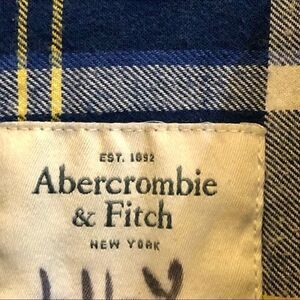 EST. 1892
Abercrombie
& Fitch
NEW YORK